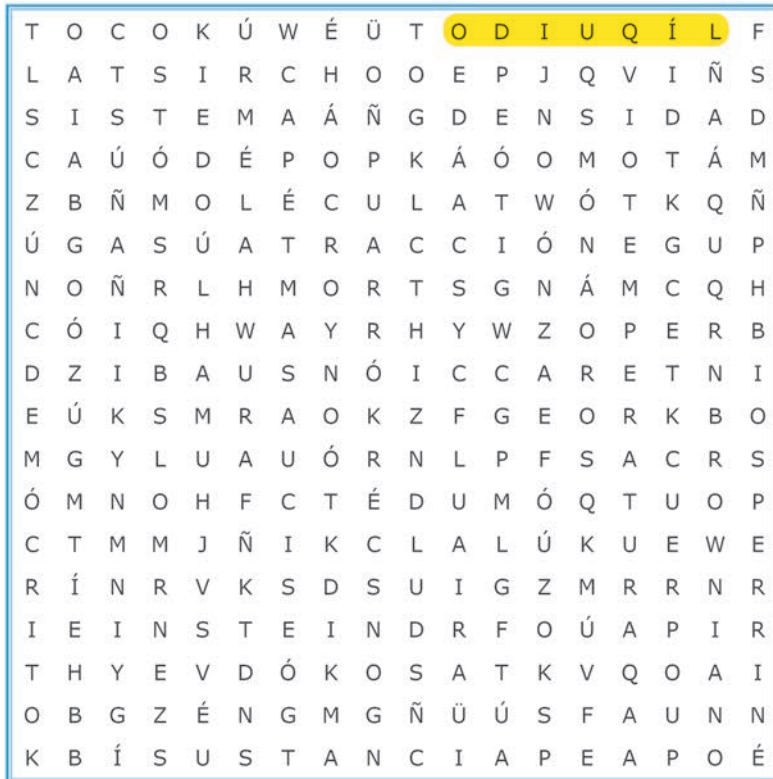 T O C O K Ú W É Ü T O D I U Q Í L F
L A T S I R C H O O E P J Q V I Ñ S
S I S T E M A Á Ñ G D E N S I D A D
C A Ú Ó D É P O P K Á Ó O M O T Á M
Z B Ñ M O L É C U L A T W Ó T K Q Ñ
Ú G A S Ú A T R A C C I Ó N E G U P
N O Ñ R L H M O R T S G N Á M C Q H
C Ó I Q H W A Y R H Y W Z O P E R B
D Z I B A U S N Ó I C C A R E T N I
E Ú K S M R A O K Z F G E O R K B O
M G Y L U A U Ó R N L P F S A C R S
Ó M N O H F C T É D U M Ó Q T U O P
C T M M J Ñ I K C L A L Ú K U E W E
R Í N R V K S D S U I G Z M R R N R
I E I N S T E I N D R F O Ú A P I R
T H Y E V D Ó K O S A T K V Q O A I
O B G Z É N G M G Ñ Ü Ú S F A U N N
K B Í S U S T A N C I A P E A P O É